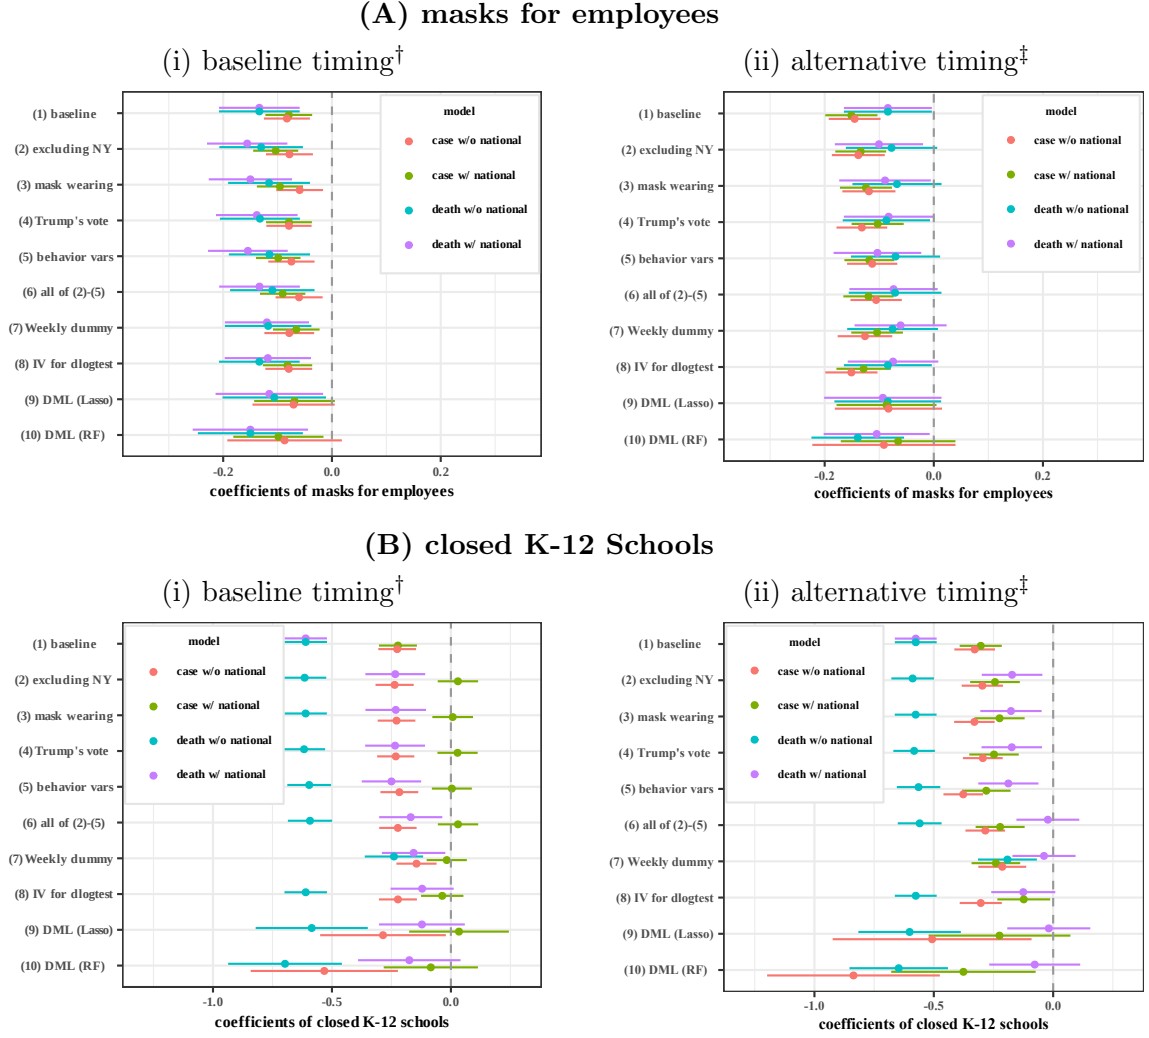 (A) masks for employees
(i) baseline timing†
(1) baseline
(2) excluding NY
(3) mask wearing
(4) Trump's vote
(5) behavior vars
(6) all of (2)-(5)
(7) Weekly dummy
(8) IV for dlogtest
(9) DML (Lasso)
(10) DML (RF)
model
case w/o national
case w/ national
death w/o national
death w/ national
-0.2 0.0 0.2
coefficients of masks for employees
(ii) alternative timing‡
(1) baseline
(2) excluding NY
(3) mask wearing
(4) Trump's vote
(5) behavior vars
(6) all of (2)-(5)
(7) Weekly dummy
(8) IV for dlogtest
(9) DML (Lasso)
(10) DML (RF)
model
case w/o national
case w/ national
death w/o national
death w/ national
-0.2 0.0 0.2
coefficients of masks for employees
(B) closed K-12 Schools
(i) baseline timing†
(1) baseline
(2) excluding NY
(3) mask wearing
(4) Trump's vote
(5) behavior vars
(6) all of (2)-(5)
(7) Weekly dummy
(8) IV for dlogtest
(9) DML (Lasso)
(10) DML (RF)
model
case w/o national
case w/ national
death w/o national
death w/ national
-1.0 -0.5 0.0
coefficients of closed K-12 schools
(ii) alternative timing‡
(1) baseline
(2) excluding NY
(3) mask wearing
(4) Trump's vote
(5) behavior vars
(6) all of (2)-(5)
(7) Weekly dummy
(8) IV for dlogtest
(9) DML (Lasso)
(10) DML (RF)
model
case w/o national
case w/ national
death w/o national
death w/ national
-1.0 -0.5 0.0
coefficients of closed K-12 schools